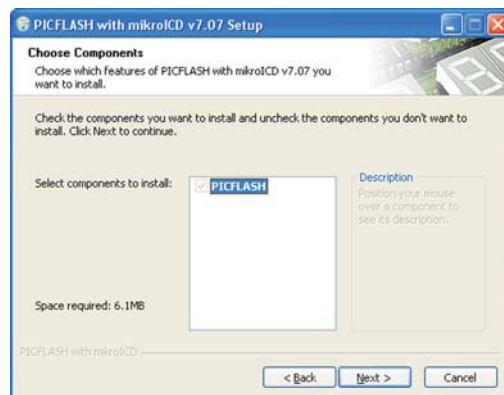 PICFLASH with mikroICD v7.07 Setup
Choose Components
Choose which features of PICFLASH with mikroICD v7.07 you
want to install.
Check the components you want to install and uncheck the components you don't want to
install. Click Next to continue.
Select components to install:
PICFLASH
Description
Position your mouse
over a component to
see its description.
Space required: 6.1MB
PICFLASH with mikroICD
< Back
Next >
Cancel